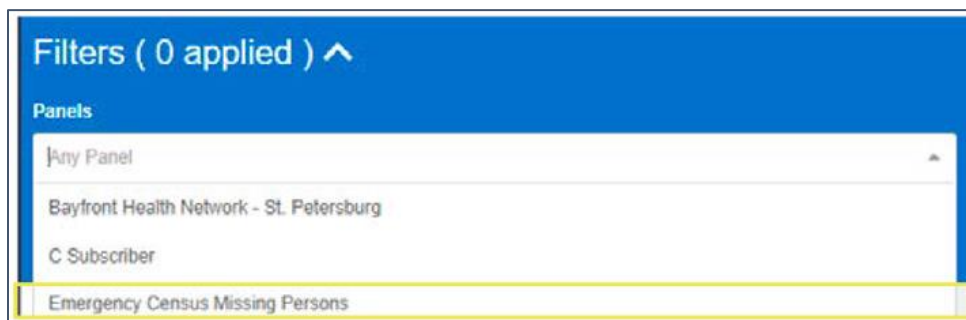 Filters ( 0 applied )
Panels
Any Panel
Bayfront Health Network - St. Petersburg
C Subscriber
Emergency Census Missing Persons